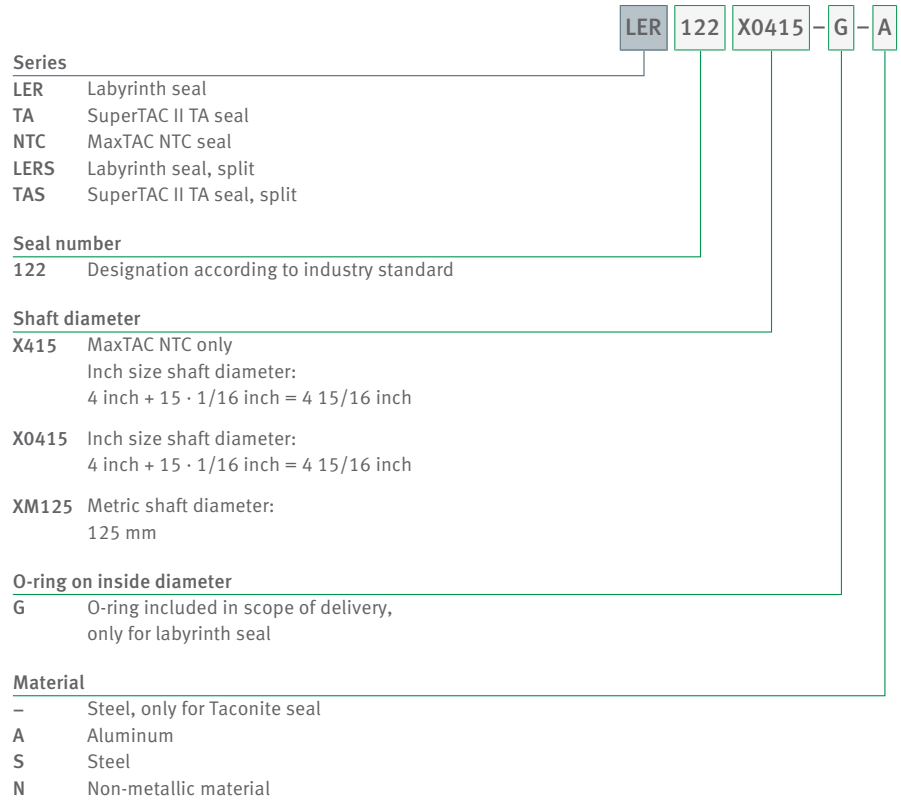 LER 122 X0415 – G – A
Series
LER Labyrinth seal
TA SuperTAC II TA seal
NTC MaxTAC NTC seal
LERS Labyrinth seal, split
TAS SuperTAC II TA seal, split
Seal number
122 Designation according to industry standard
Shaft diameter
X415 MaxTAC NTC only
Inch size shaft diameter:
4 inch + 15 · 1/16 inch = 4 15/16 inch
X0415 Inch size shaft diameter:
4 inch + 15 · 1/16 inch = 4 15/16 inch
XM125 Metric shaft diameter:
125 mm
O-ring on inside diameter
G O-ring included in scope of delivery,
only for labyrinth seal
Material
– Steel, only for Taconite seal
A Aluminum
S Steel
N Non-metallic material